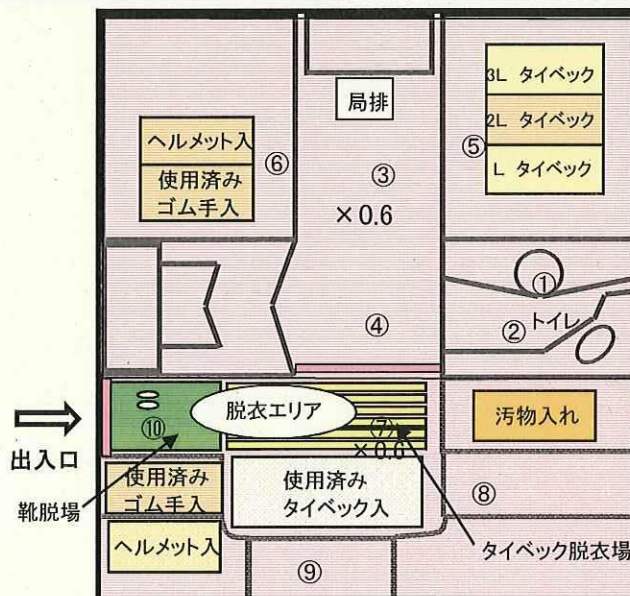 3L タイベック
2L タイベック
L タイベック
局排
ヘルメット入
使用済み
ゴム手入
⑥
⑤
③
×0.6
①
④
②
トイレ
脱衣エリア
⑩
⑦
×0.6
汚物入れ
出入口
使用済み
ゴム手入
使用済み
タイベック入
靴脱場
⑧
ヘルメット入
タイベック脱衣場
⑨